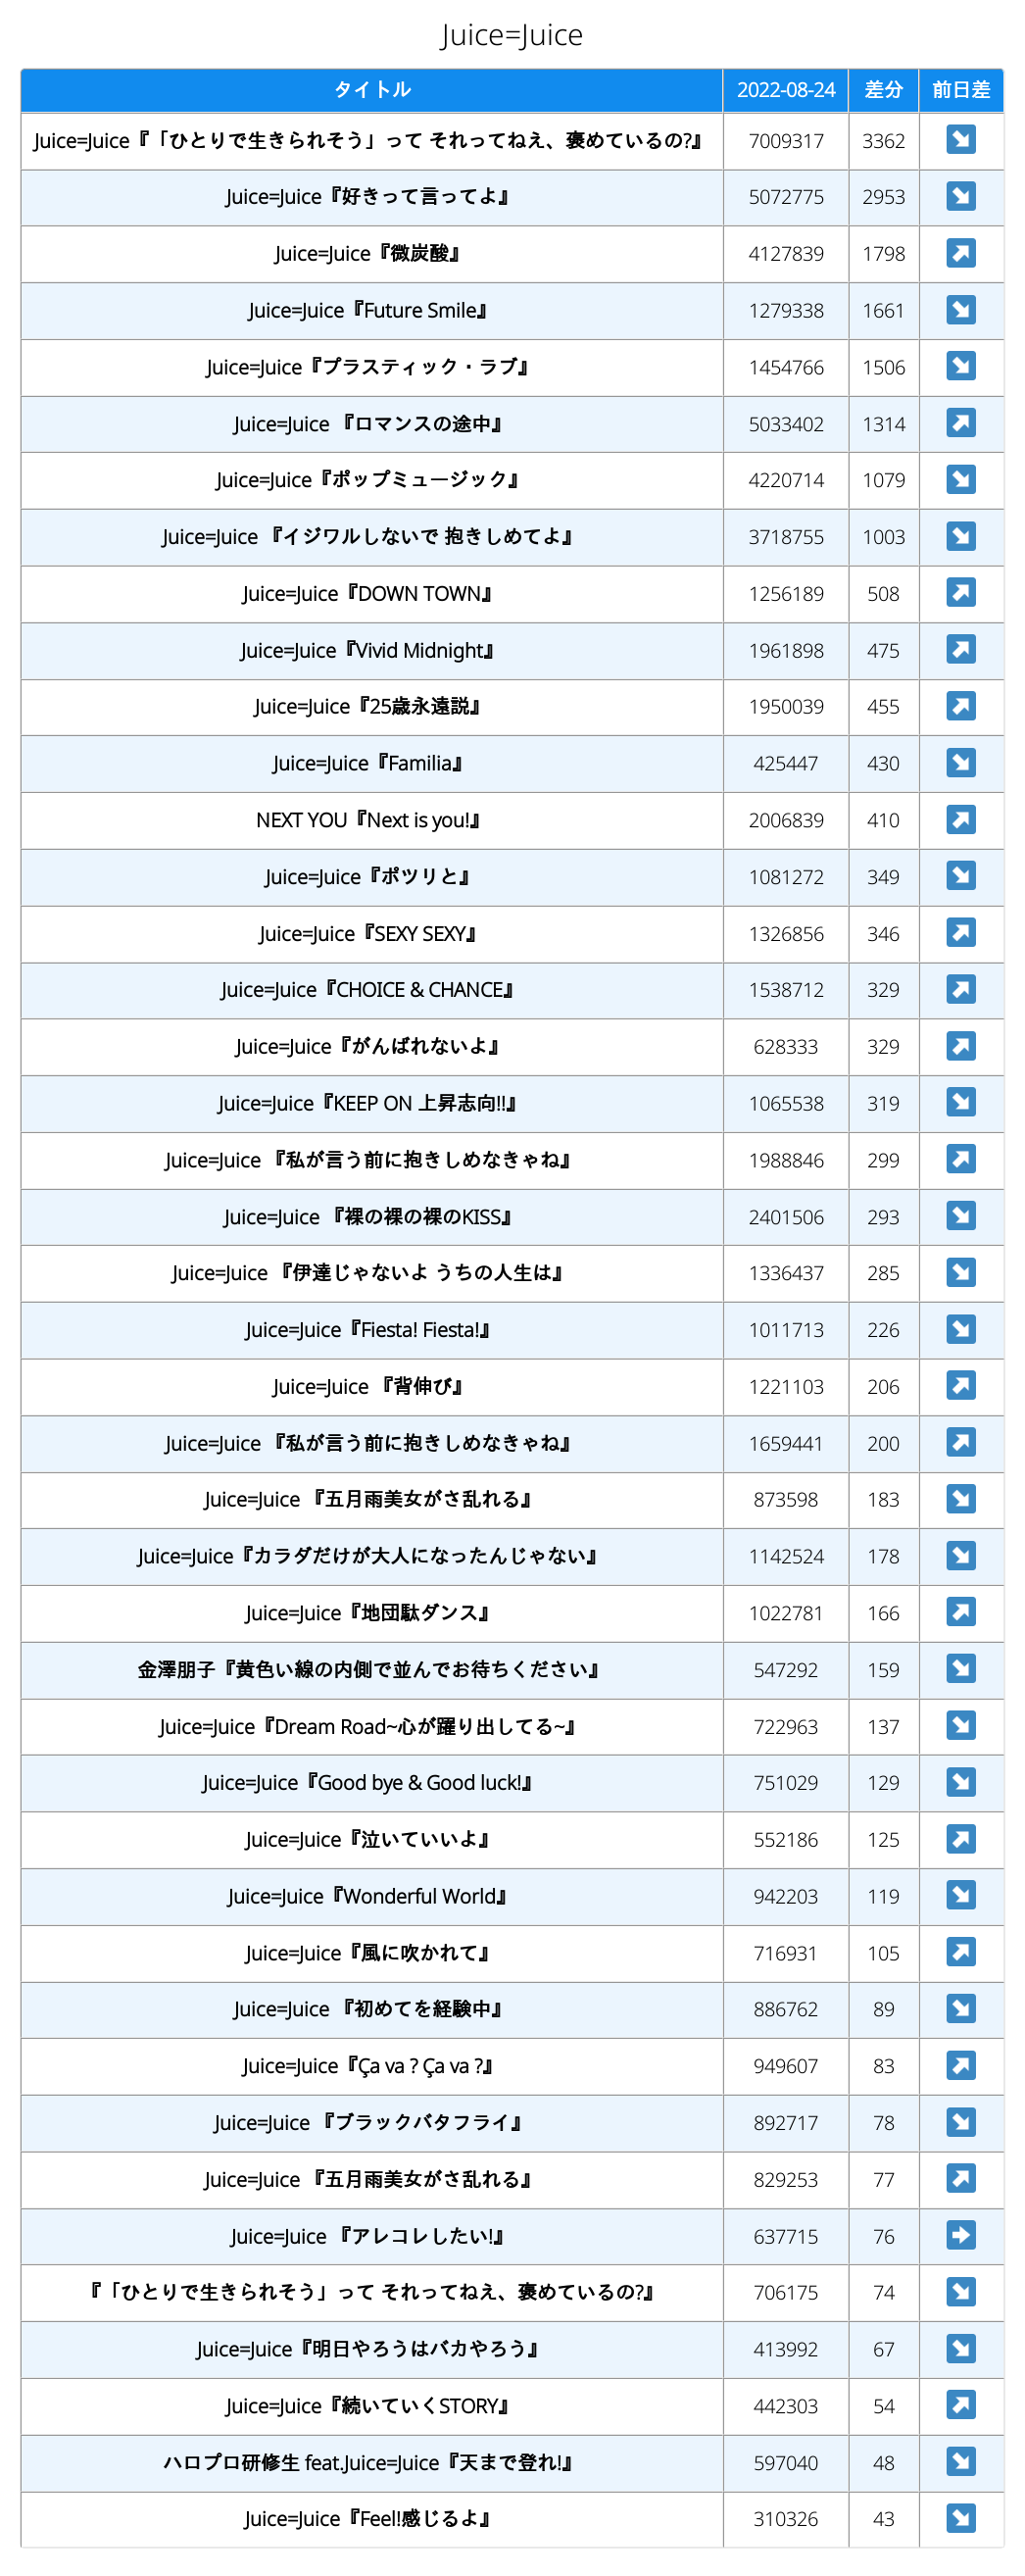 Juice=Juice
タイトル 2022-08-24 差分 前日差
Juice=Juice『「ひとりで生きられそう」って それってねえ、褒めているの?』 7009317 3362 ↘
Juice=Juice『好きって言ってよ』 5072775 2953 ↘
Juice=Juice『微炭酸』 4127839 1798 ↗
Juice=Juice『Future Smile』 1279338 1661 ↘
Juice=Juice『プラスティック・ラブ』 1454766 1506 ↘
Juice=Juice 『ロマンスの途中』 5033402 1314 ↗
Juice=Juice『ポップミュージック』 4220714 1079 ↘
Juice=Juice 『イジワルしないで 抱きしめてよ』 3718755 1003 ↘
Juice=Juice『DOWN TOWN』 1256189 508 ↗
Juice=Juice『Vivid Midnight』 1961898 475 ↗
Juice=Juice『25歳永遠説』 1950039 455 ↗
Juice=Juice『Familia』 425447 430 ↘
NEXT YOU『Next is you!』 2006839 410 ↗
Juice=Juice『ポツリと』 1081272 349 ↘
Juice=Juice『SEXY SEXY』 1326856 346 ↗
Juice=Juice『CHOICE & CHANCE』 1538712 329 ↗
Juice=Juice『がんばれないよ』 628333 329 ↗
Juice=Juice『KEEP ON 上昇志向!!』 1065538 319 ↘
Juice=Juice 『私が言う前に抱きしめなきゃね』 1988846 299 ↗
Juice=Juice 『裸の裸の裸のKISS』 2401506 293 ↘
Juice=Juice 『伊達じゃないよ うちの人生は』 1336437 285 ↘
Juice=Juice『Fiesta! Fiesta!』 1011713 226 ↘
Juice=Juice 『背伸び』 1221103 206 ↗
Juice=Juice 『私が言う前に抱きしめなきゃね』 1659441 200 ↗
Juice=Juice 『五月雨美女がさ乱れる』 873598 183 ↘
Juice=Juice『カラダだけが大人になったんじゃない』 1142524 178 ↘
Juice=Juice『地団駄ダンス』 1022781 166 ↗
金澤朋子『黄色い線の内側で並んでお待ちください』 547292 159 ↘
Juice=Juice『Dream Road~心が躍り出してる~』 722963 137 ↘
Juice=Juice『Good bye & Good luck!』 751029 129 ↘
Juice=Juice『泣いていいよ』 552186 125 ↗
Juice=Juice『Wonderful World』 942203 119 ↘
Juice=Juice『風に吹かれて』 716931 105 ↗
Juice=Juice 『初めてを経験中』 886762 89 ↘
Juice=Juice『Ça va ? Ça va ?』 949607 83 ↗
Juice=Juice 『ブラックバタフライ』 892717 78 ↘
Juice=Juice 『五月雨美女がさ乱れる』 829253 77 ↗
Juice=Juice 『アレコレしたい!』 637715 76 ➡
『「ひとりで生きられそう」って それってねえ、褒めているの?』 706175 74 ↘
Juice=Juice『明日やろうはバカやろう』 413992 67 ↘
Juice=Juice『続いていくSTORY』 442303 54 ↗
ハロプロ研修生 feat.Juice=Juice『天まで登れ!』 597040 48 ↘
Juice=Juice『Feel!感じるよ』 310326 43 ↘